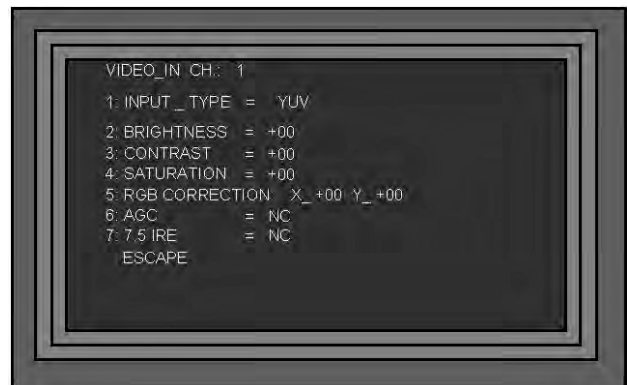 VIDEO_IN CH.: 1
1: INPUT _ TYPE = YUV
2: BRIGHTNESS = +00
3: CONTRAST = +00
4: SATURATION = +00
5: RGB CORRECTION X_ +00 Y_ +00
6: AGC = NC
7: 7.5 IRE = NC
ESCAPE